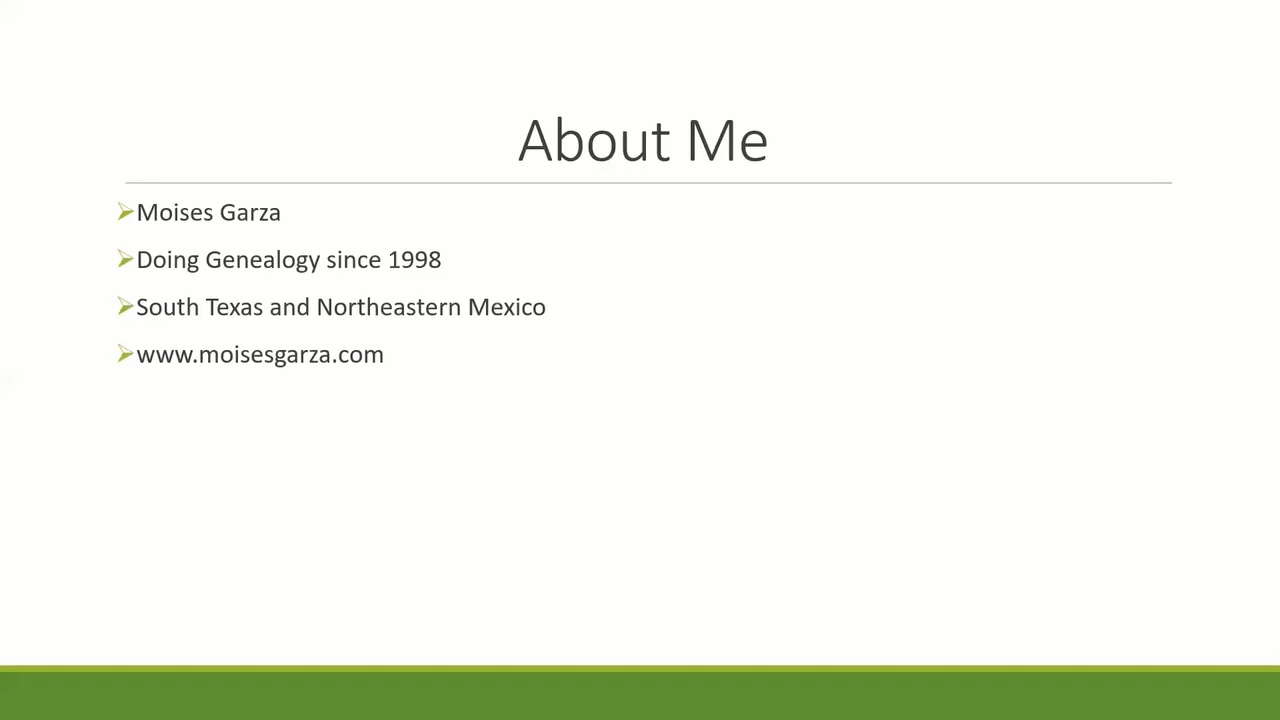 About Me
Moises Garza
Doing Genealogy since 1998
South Texas and Northeastern Mexico
www.moisesgarza.com